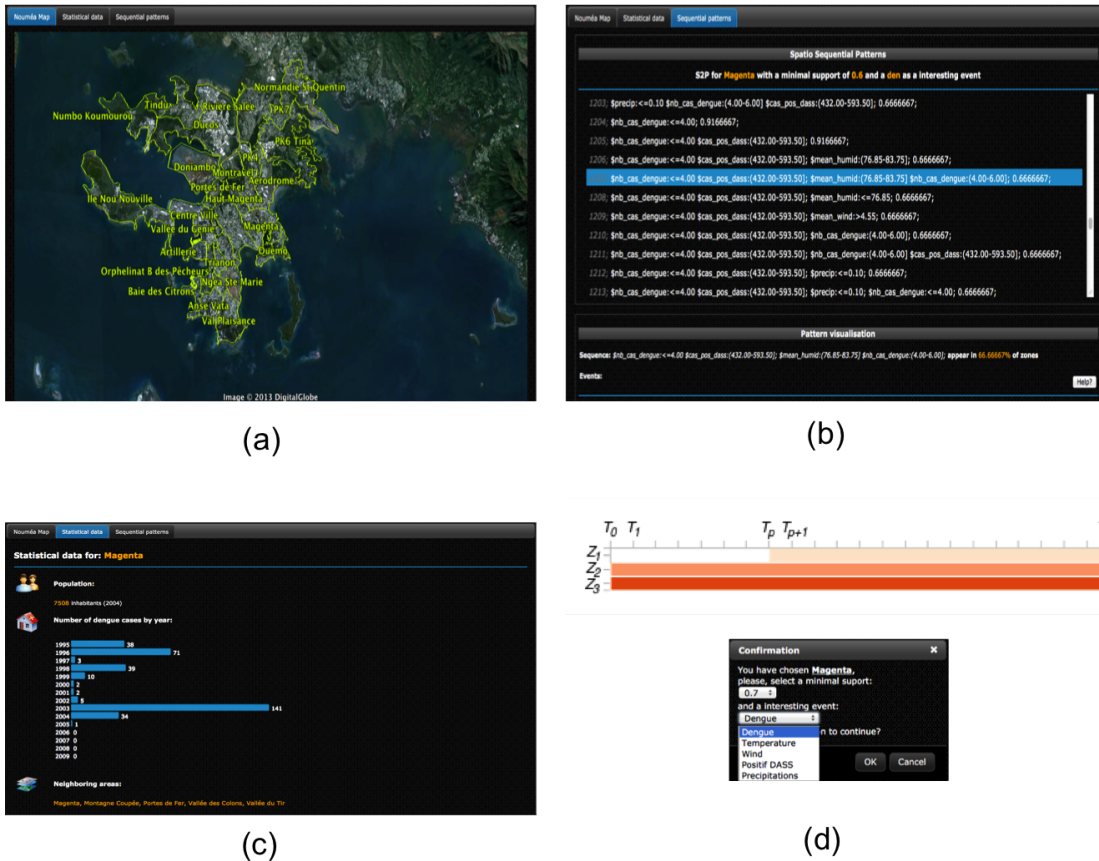 Nouméa Map Statistical data Sequential patterns
Normandie St Quentin
Tindu
Rivière Salée
PK7
Numbo Koumourou
Ducos
PK6 Tina
PK4
Doniambo
Montravel
Aérodrome
Portes de Fer
Ile Nou Nouville
Haut Magenta
Centre Ville
Vallée du Génie
Magenta
Artillerie
Ouémo
Trianon
Orphelinat B des Pêcheurs
Ngéa Ste Marie
Baie des Citrons
Anse Vata
Val Plaisance
Image © 2013 DigitalGlobe
(a)
Nouméa Map Statistical data Sequential patterns
Spatio Sequential Patterns
S2P for Magenta with a minimal support of 0.6 and a den as a interesting event
1203; $precip:<=0.10 $nb_cas_dengue:(4.00-6.00] $cas_pos_dass:(432.00-593.50]; 0.6666667;
1204; $nb_cas_dengue:<=4.00; 0.9166667;
1205; $nb_cas_dengue:<=4.00 $cas_pos_dass:(432.00-593.50]; 0.9166667;
1206; $nb_cas_dengue:<=4.00 $cas_pos_dass:(432.00-593.50]; $mean_humid:(76.85-83.75]; 0.6666667;
$nb_cas_dengue:<=4.00 $cas_pos_dass:(432.00-593.50]; $mean_humid:(76.85-83.75] $nb_cas_dengue:(4.00-6.00]; 0.6666667;
1208; $nb_cas_dengue:<=4.00 $cas_pos_dass:(432.00-593.50]; $mean_humid:<=76.85; 0.6666667;
1209; $nb_cas_dengue:<=4.00 $cas_pos_dass:(432.00-593.50]; $mean_wind:>4.55; 0.6666667;
1210; $nb_cas_dengue:<=4.00 $cas_pos_dass:(432.00-593.50]; $nb_cas_dengue:(4.00-6.00]; 0.6666667;
1211; $nb_cas_dengue:<=4.00 $cas_pos_dass:(432.00-593.50]; $nb_cas_dengue:(4.00-6.00] $cas_pos_dass:(432.00-593.50]; 0.6666667;
1212; $nb_cas_dengue:<=4.00 $cas_pos_dass:(432.00-593.50]; $precip:<=0.10; 0.6666667;
1213; $nb_cas_dengue:<=4.00 $cas_pos_dass:(432.00-593.50]; $precip:<=0.10; $nb_cas_dengue:<=4.00; 0.6666667;
Pattern visualisation
Sequence: $nb_cas_dengue:<=4.00 $cas_pos_dass:(432.00-593.50]; $mean_humid:(76.85-83.75] $nb_cas_dengue:(4.00-6.00]; appear in 66.66667% of zones
Events:
Help?
(b)
Nouméa Map Statistical data Sequential patterns
Statistical data for: Magenta
Population:
7508 inhabitants (2004)
Number of dengue cases by year:
1995 38
1996 71
1997 3
1998 39
1999 10
2000 2
2001 2
2002 5
2003 141
2004 34
2005 1
2006 0
2007 0
2008 0
2009 0
Neighboring areas:
Magenta, Montagne Coupée, Portes de Fer, Vallée des Colons, Vallée du Tir
(c)
T0 T1 Tp Tp+1
Z1
Z2
Z3
Confirmation ×
You have chosen Magenta,
please, select a minimal suport:
0.7
and a interesting event:
Dengue
Dengue n to continue?
Temperature
Wind
Positif DASS
Precipitations
OK Cancel
(d)